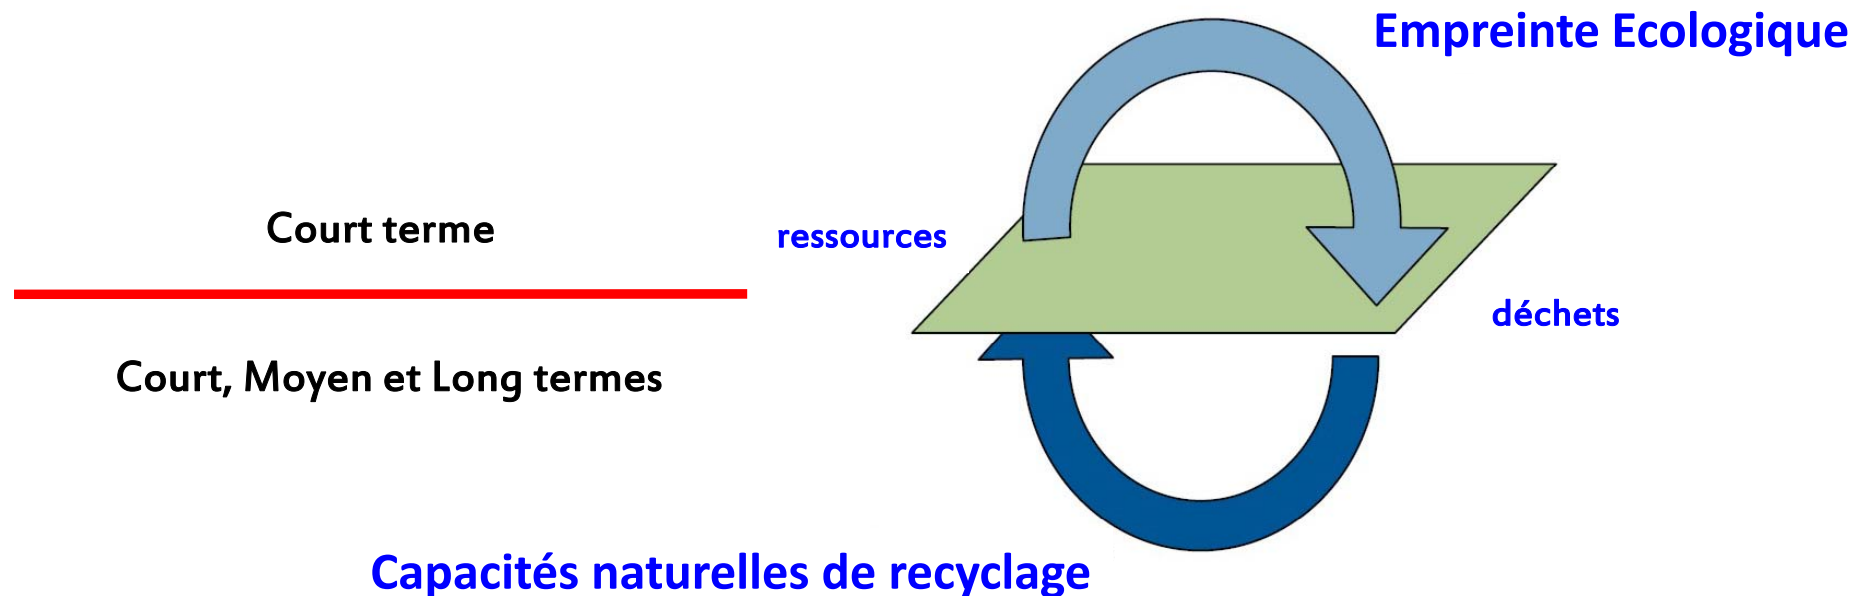 Empreinte Ecologique
Court terme
ressources
déchets
Court, Moyen et Long termes
Capacités naturelles de recyclage